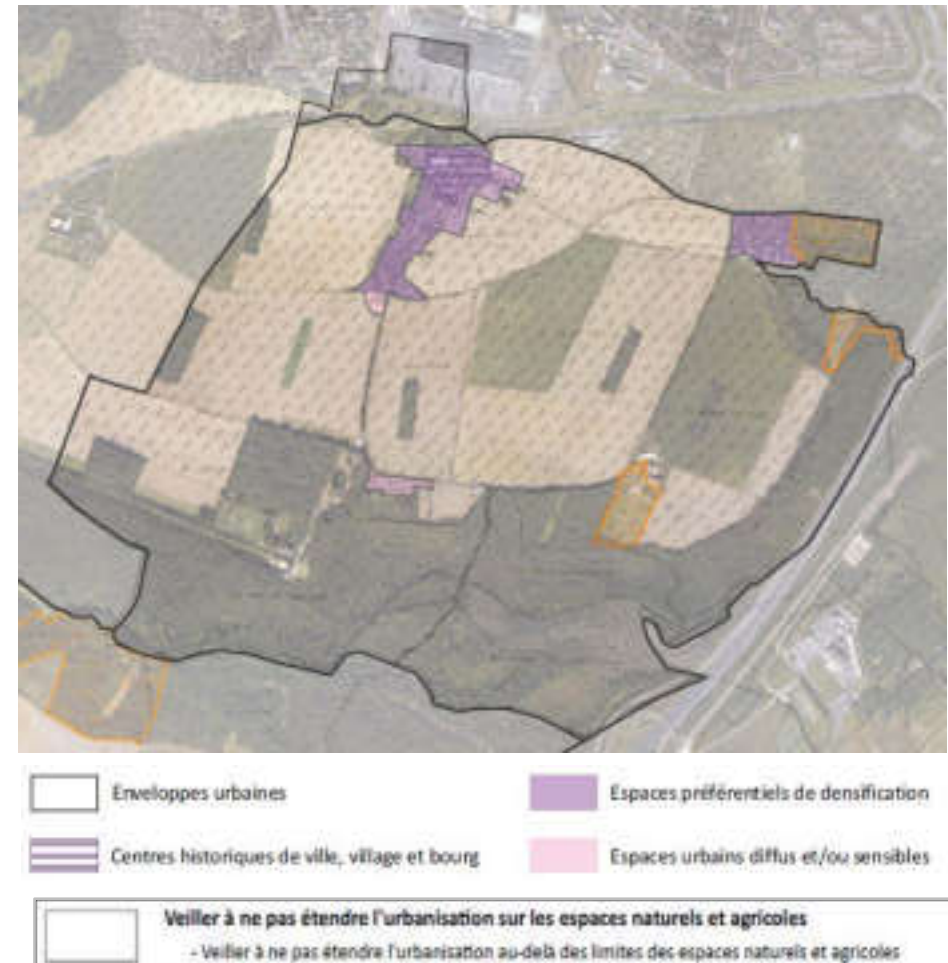 Enveloppes urbaines
Espaces préférentiels de densification
Centres historiques de ville, village et bourg
Espaces urbains diffus et/ou sensibles
Veiller à ne pas étendre l'urbanisation sur les espaces naturels et agricoles
- Veiller à ne pas étendre l'urbanisation au-delà des limites des espaces naturels et agricoles